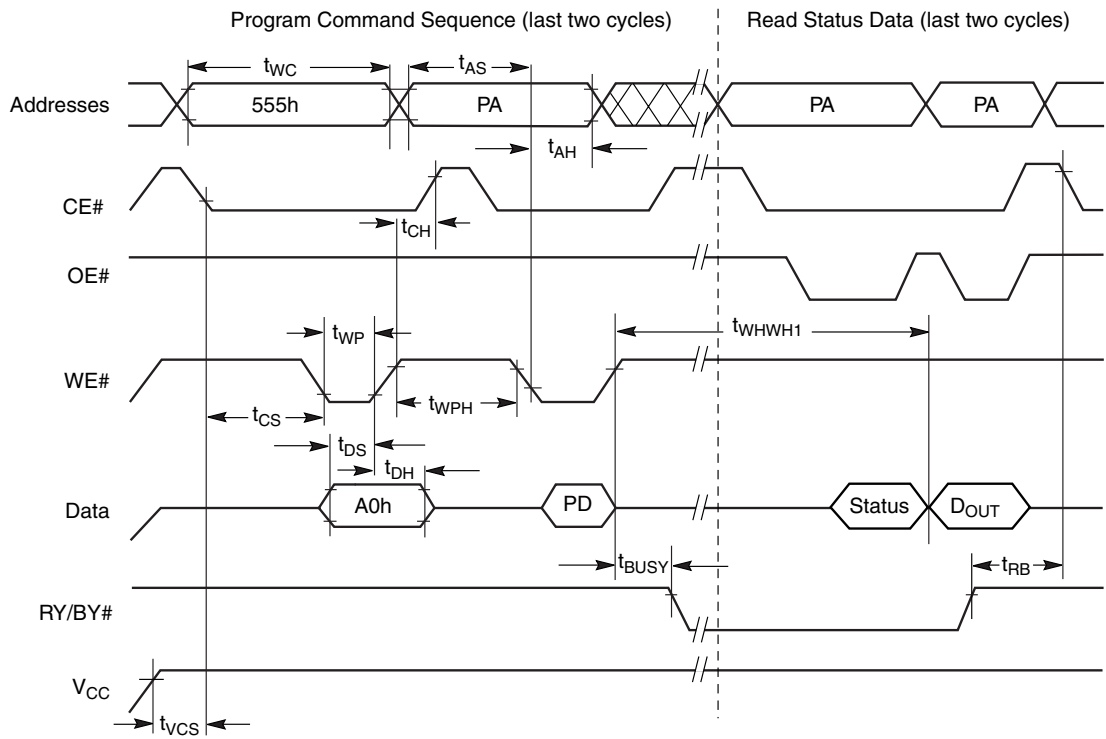 Program Command Sequence (last two cycles)
Read Status Data (last two cycles)
tWC
tAS
Addresses
555h
PA
PA
PA
tAH
CE#
tCH
OE#
tWP
tWHWH1
WE#
tCS
tWPH
tDS
tDH
Data
A0h
PD
Status
DOUT
tBUSY
tRB
RY/BY#
VCC
tVCS